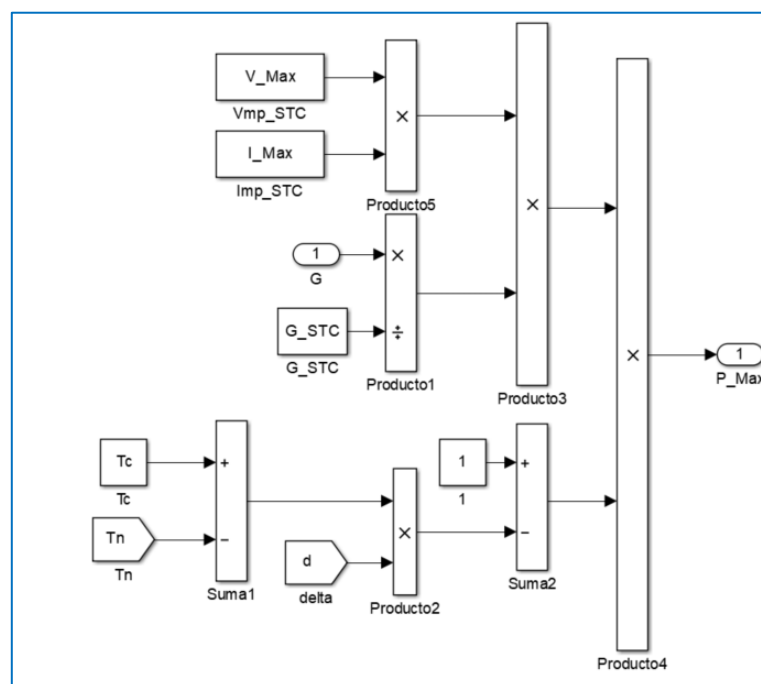 V_Max
Vmp_STC
I_Max
Imp_STC
×
Producto5
1
G
×
G_STC
÷
G_STC
Producto1
×
Producto3
Tc
+
Tc
Tn
−
Tn
Suma1
d
delta
×
Producto2
1
+
1
−
Suma2
×
Producto4
1
P_Max